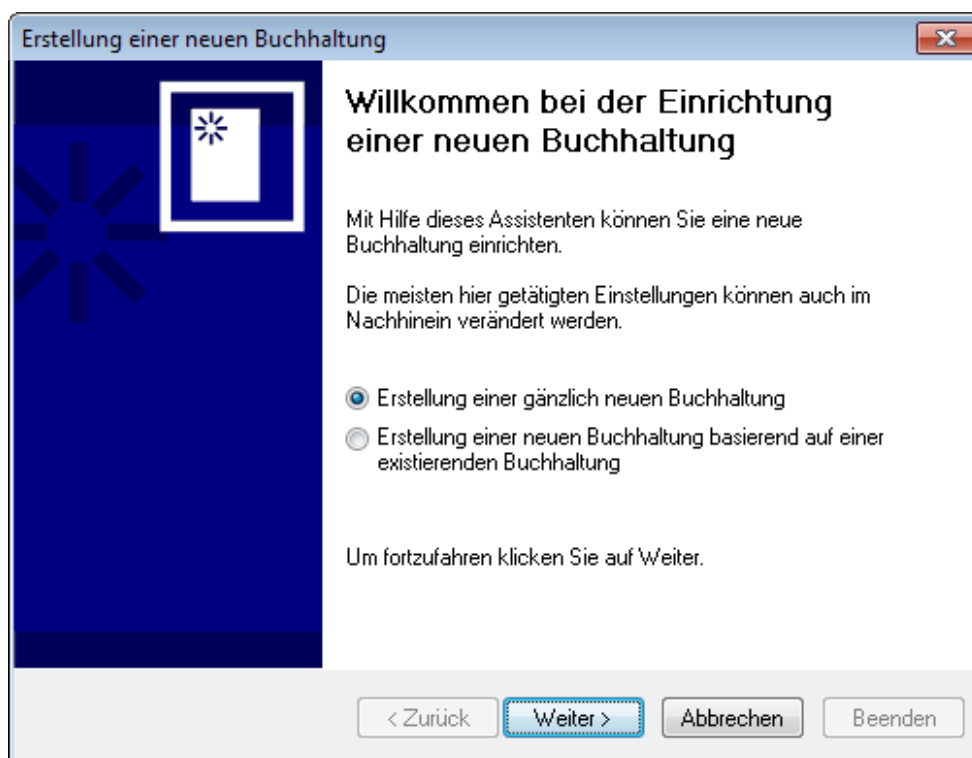 Erstellung einer neuen Buchhaltung
Willkommen bei der Einrichtung
einer neuen Buchhaltung
Mit Hilfe dieses Assistenten können Sie eine neue
Buchhaltung einrichten.
Die meisten hier getätigten Einstellungen können auch im
Nachhinein verändert werden.
Erstellung einer gänzlich neuen Buchhaltung
Erstellung einer neuen Buchhaltung basierend auf einer
existierenden Buchhaltung
Um fortzufahren klicken Sie auf Weiter.
< Zurück Weiter > Abbrechen Beenden